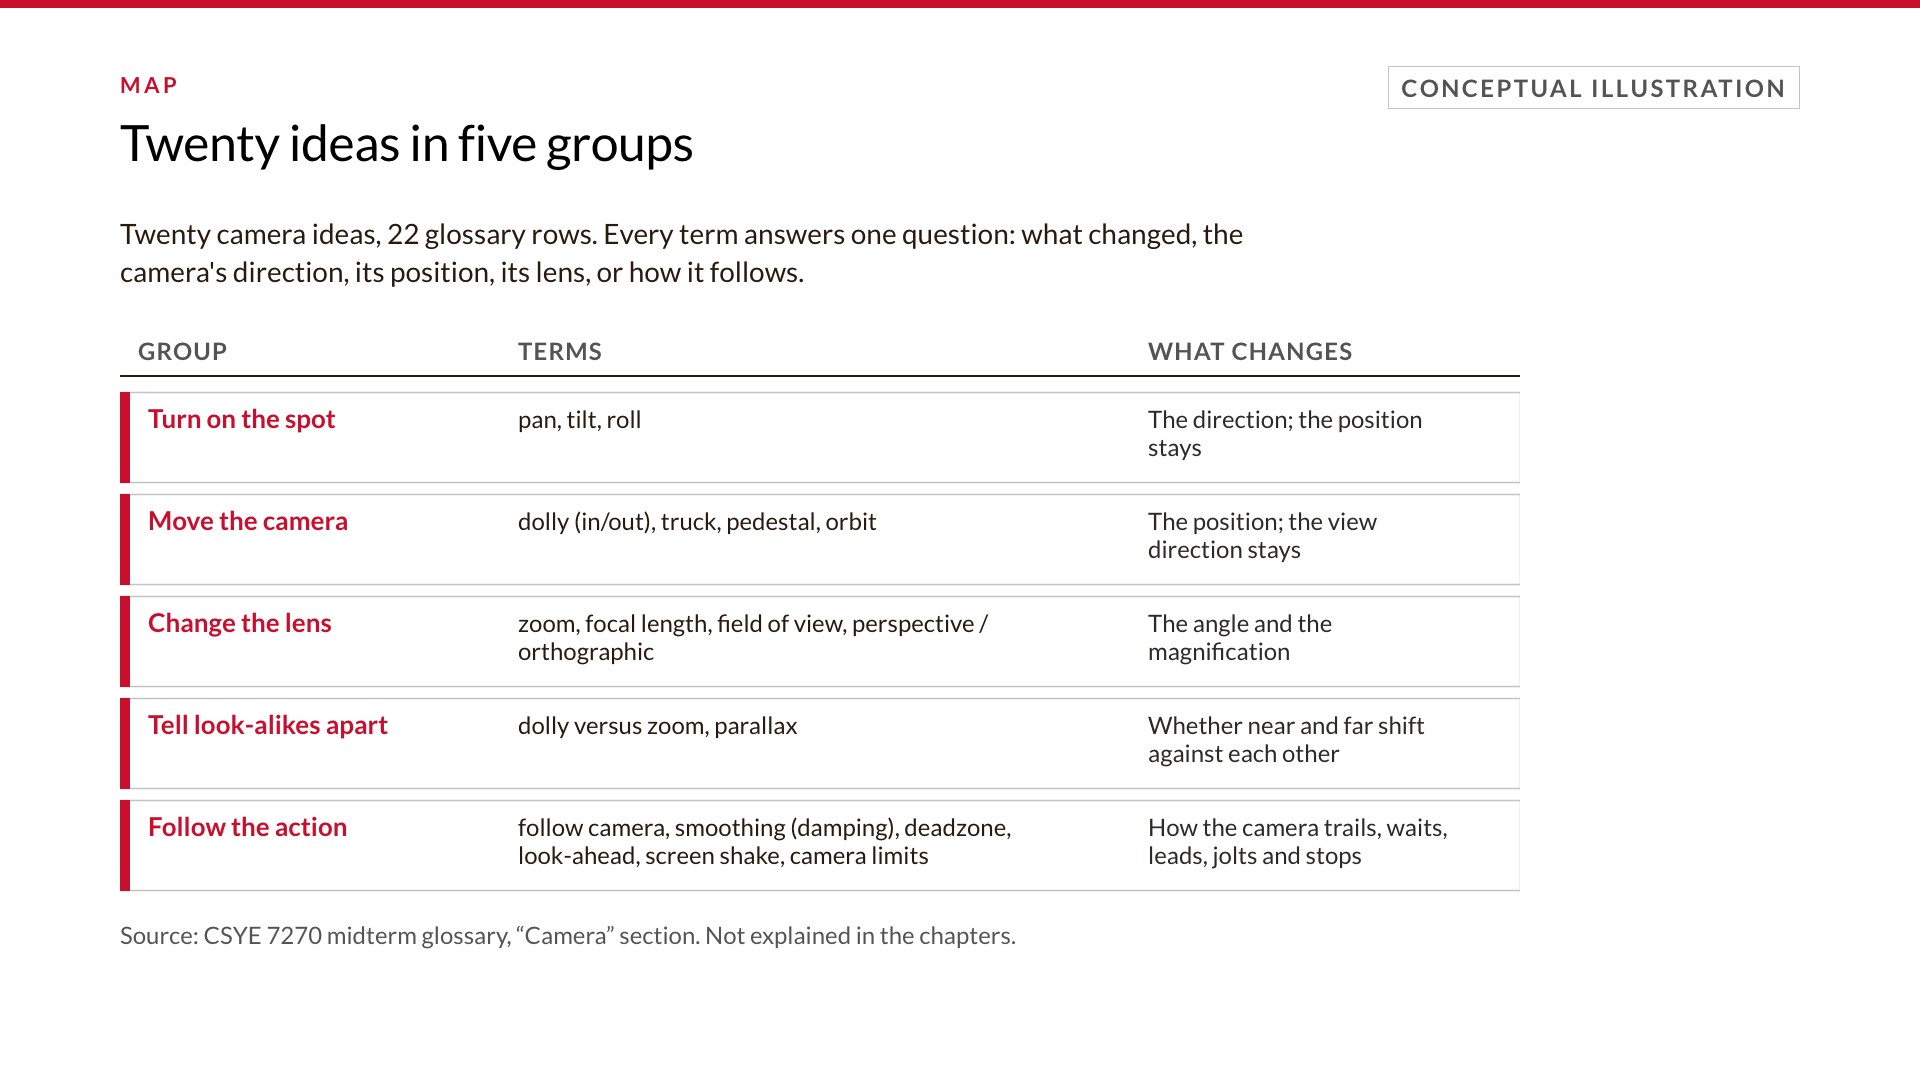 MAP
CONCEPTUAL ILLUSTRATION
Twenty ideas in five groups
Twenty camera ideas, 22 glossary rows. Every term answers one question: what changed, the
camera's direction, its position, its lens, or how it follows.
GROUP TERMS WHAT CHANGES
Turn on the spot pan, tilt, roll The direction; the position
stays
Move the camera dolly (in/out), truck, pedestal, orbit The position; the view
direction stays
Change the lens zoom, focal length, field of view, perspective / The angle and the
orthographic magnification
Tell look-alikes apart dolly versus zoom, parallax Whether near and far shift
against each other
Follow the action follow camera, smoothing (damping), deadzone, How the camera trails, waits,
look-ahead, screen shake, camera limits leads, jolts and stops
Source: CSYE 7270 midterm glossary, “Camera” section. Not explained in the chapters.